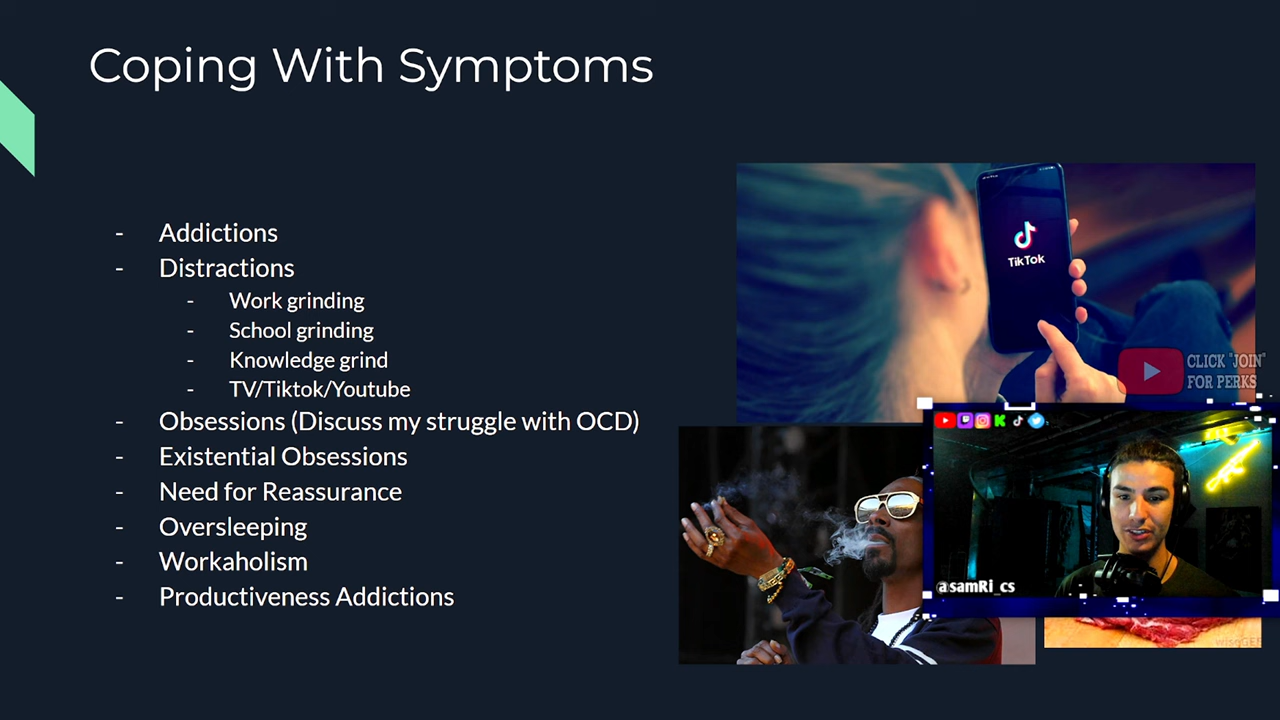 Coping With Symptoms
- Addictions
- Distractions
- Work grinding
- School grinding
- Knowledge grind
- TV/Tiktok/Youtube
- Obsessions (Discuss my struggle with OCD)
- Existential Obsessions
- Need for Reassurance
- Oversleeping
- Workaholism
- Productiveness Addictions
TikTok
CLICK "JOIN"
FOR PERKS
@samRi_cs